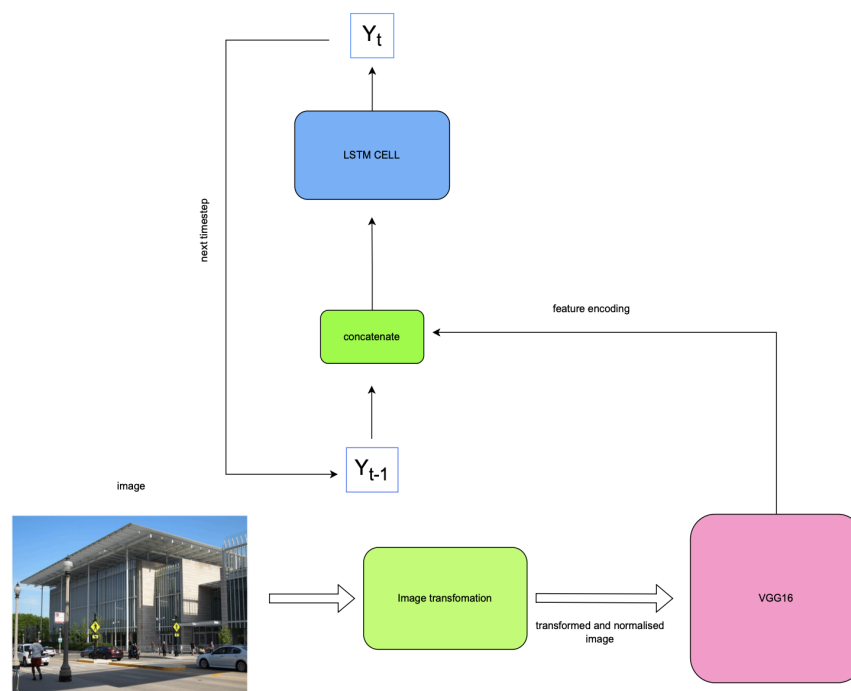 Yt
LSTM CELL
next timestep
feature encoding
concatenate
Yt-1
image
Image transfomation
transformed and normalised
image
VGG16